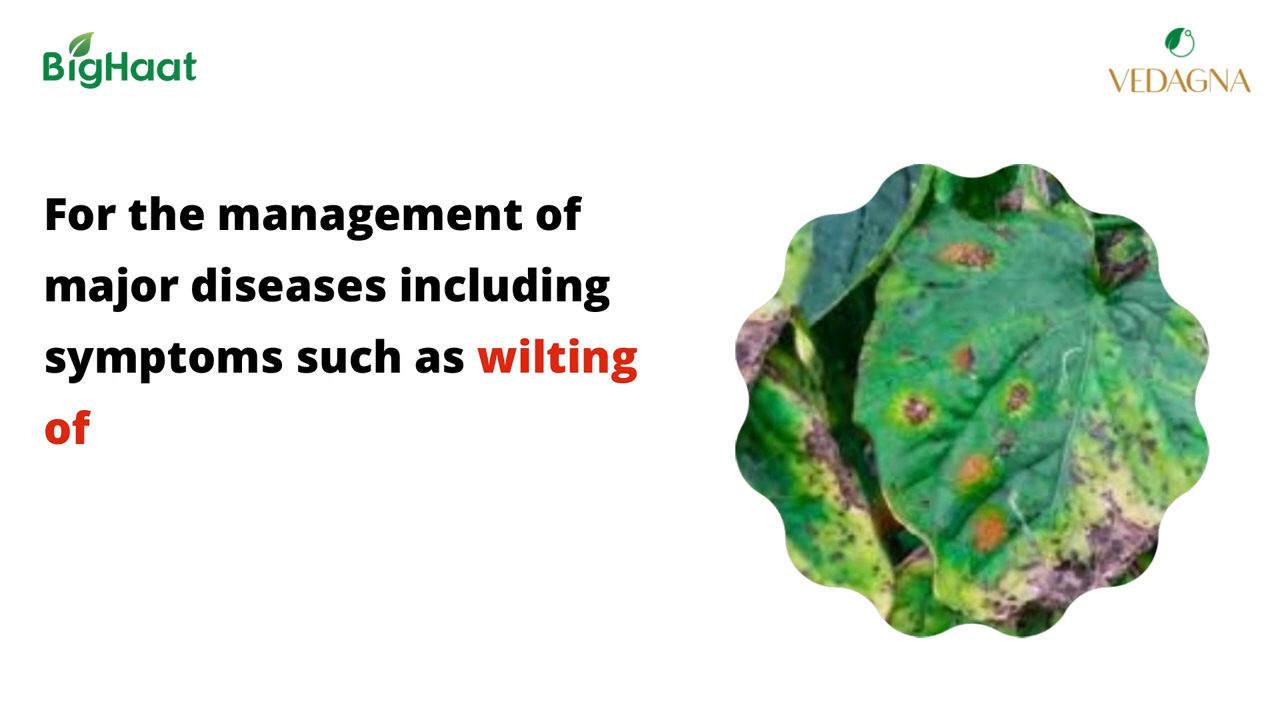 BigHaat
VEDAGNA
For the management of
major diseases including
symptoms such as wilting
of